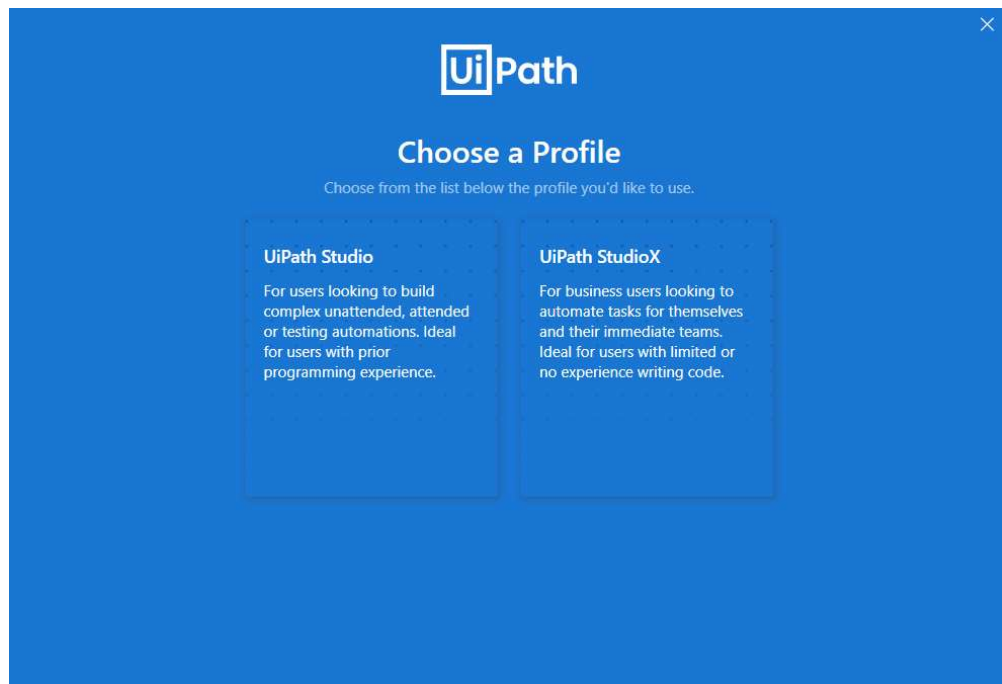 UiPath
Choose a Profile
Choose from the list below the profile you'd like to use.
UiPath Studio
For users looking to build
complex unattended, attended
or testing automations. Ideal
for users with prior
programming experience.
UiPath StudioX
For business users looking to
automate tasks for themselves
and their immediate teams.
Ideal for users with limited or
no experience writing code.